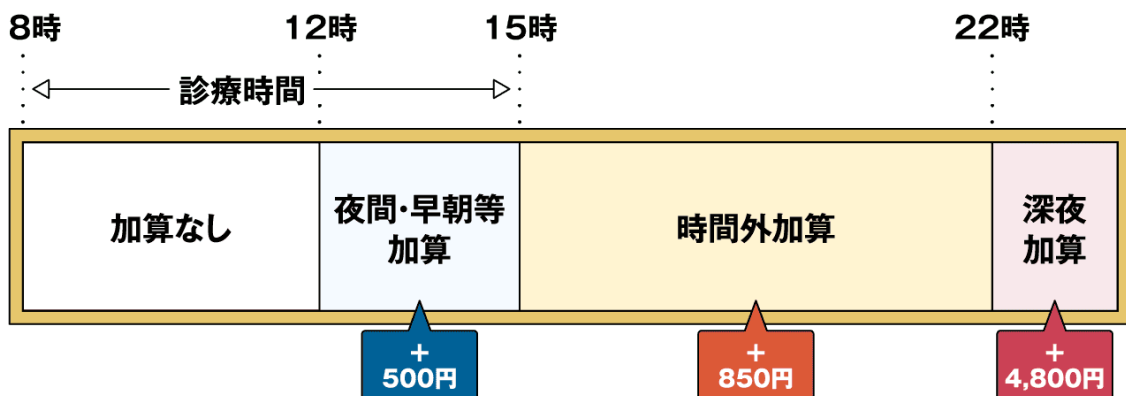 8時 12時 15時 22時
診療時間
加算なし
夜間・早朝等
加算
時間外加算
深夜
加算
+
500円
+
850円
+
4,800円